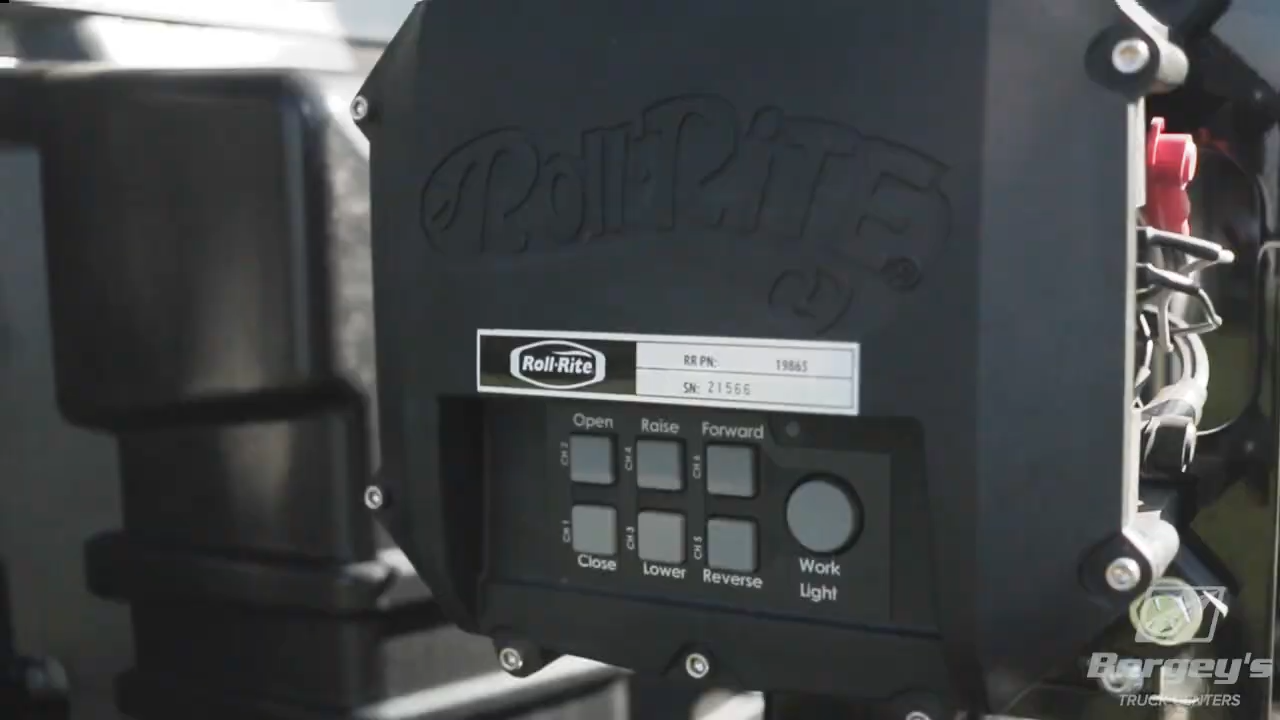 Roll·Rite
®
Roll·Rite
RR PN: 19865
SN: 21566
Open Raise Forward
CH 2 CH 4 CH 6
CH 1 CH 3 CH 5
Close Lower Reverse
Work
Light
Bergey's
TRUCK CENTERS